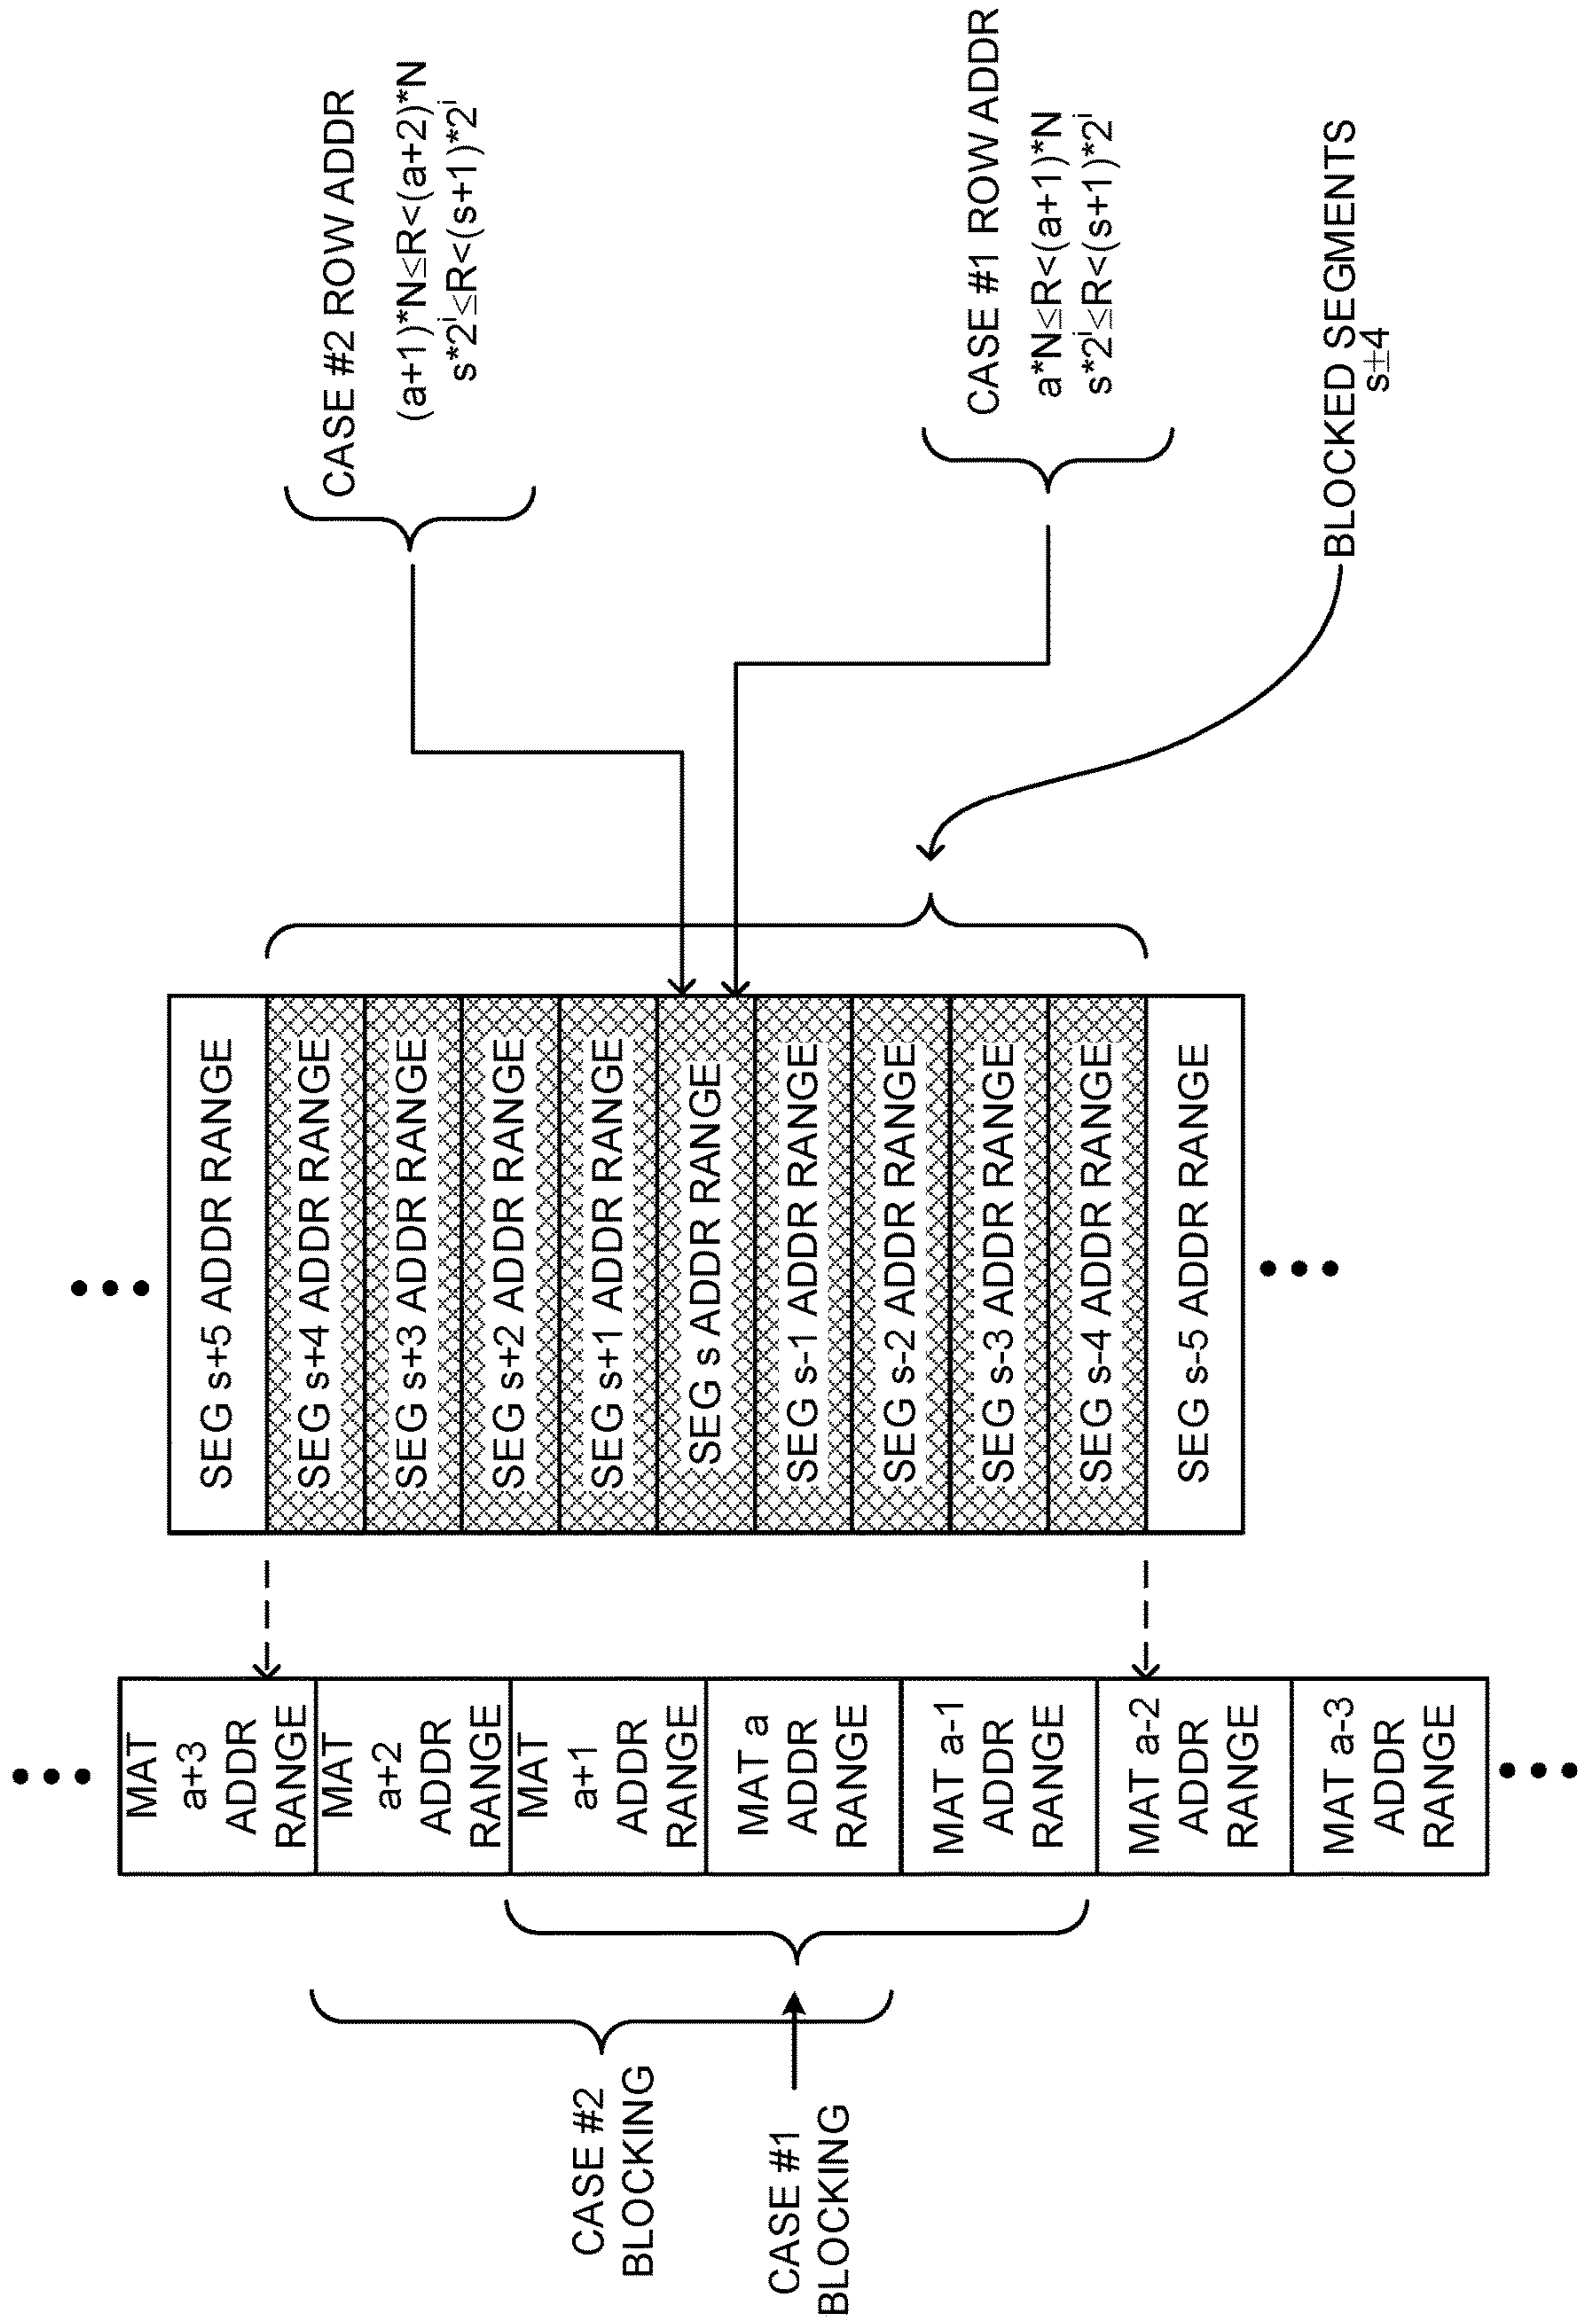 CASE #2
BLOCKING
CASE #1
BLOCKING
MAT
a+3
ADDR
RANGE
MAT
a+2
ADDR
RANGE
MAT
a+1
ADDR
RANGE
MAT a
ADDR
RANGE
MAT a-1
ADDR
RANGE
MAT a-2
ADDR
RANGE
MAT a-3
ADDR
RANGE
SEG s+5 ADDR RANGE
SEG s+4 ADDR RANGE
SEG s+3 ADDR RANGE
SEG s+2 ADDR RANGE
SEG s+1 ADDR RANGE
SEG s ADDR RANGE
SEG s-1 ADDR RANGE
SEG s-2 ADDR RANGE
SEG s-3 ADDR RANGE
SEG s-4 ADDR RANGE
SEG s-5 ADDR RANGE
CASE #2 ROW ADDR
(a+1)*N≤R<(a+2)*N
s*2ⁱ≤R<(s+1)*2ⁱ
CASE #1 ROW ADDR
a*N≤R<(a+1)*N
s*2ⁱ≤R<(s+1)*2ⁱ
BLOCKED SEGMENTS
s±4